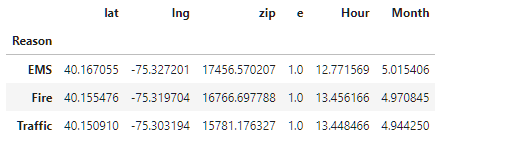 lat lng zip e Hour Month
Reason
EMS 40.167055 -75.327201 17456.570207 1.0 12.771569 5.015406
Fire 40.155476 -75.319704 16766.697788 1.0 13.456166 4.970845
Traffic 40.150910 -75.303194 15781.176327 1.0 13.448466 4.944250